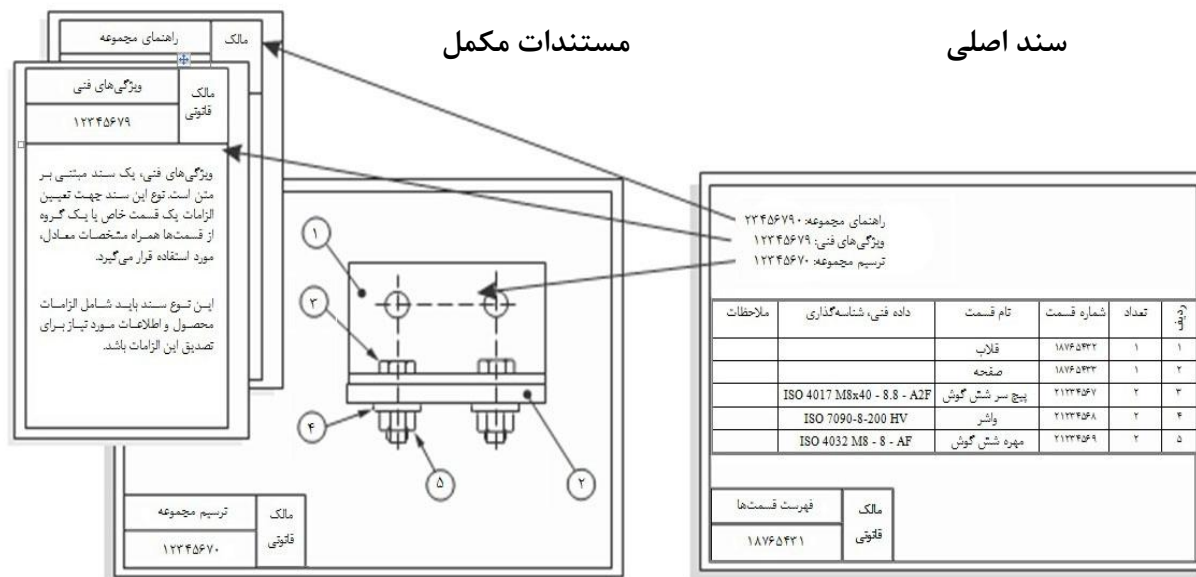 سند اصلی
مستندات مکمل
راهنمای مجموعه
مالک
ویژگی‌های فنی
مالک
قانونی
۱۲۳۴۵۶۷۹
ویژگی‌های فنی، یک سند مبتنی بر
متن است. نوع این سند جهت تعیین
الزامات یک قسمت خاص یا یک گروه
از قسمت‌ها همراه مشخصات معادل،
مورد استفاده قرار می‌گیرد.
این نوع سند باید شامل الزامات
محصول و اطلاعات مورد نیاز برای
تصدیق این الزامات باشد.
۱
۳
۴
۵
۲
ترسیم مجموعه
مالک
قانونی
۱۲۳۴۵۶۷۰
راهنمای مجموعه: ۲۳۴۵۶۷۹۰
ویژگی‌های فنی: ۱۲۳۴۵۶۷۹
ترسیم مجموعه: ۱۲۳۴۵۶۷۰
ردیف تعداد شماره قسمت نام قسمت داده فنی، شناسه‌گذاری ملاحظات
۱ ۱ ۱۸۷۶۵۴۳۲ قلاب
۲ ۱ ۱۸۷۶۵۴۳۳ صفحه
۳ ۲ ۲۱۲۳۴۵۶۷ پیچ سر شش گوش ISO 4017 M8x40 - 8.8 - A2F
۴ ۲ ۲۱۲۳۴۵۶۸ واشر ISO 7090-8-200 HV
۵ ۲ ۲۱۲۳۴۵۶۹ مهره شش گوش ISO 4032 M8 - 8 - AF
فهرست قسمت‌ها
مالک
قانونی
۱۸۷۶۵۴۳۱